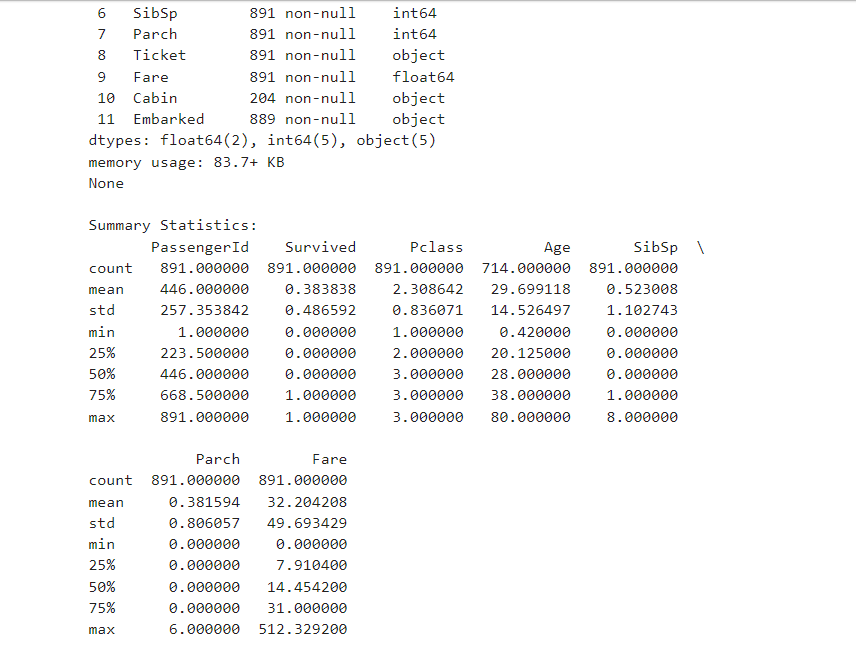 6   SibSp        891 non-null    int64
7   Parch        891 non-null    int64
8   Ticket       891 non-null    object
9   Fare         891 non-null    float64
10  Cabin        204 non-null    object
11  Embarked     889 non-null    object
dtypes: float64(2), int64(5), object(5)
memory usage: 83.7+ KB
None
Summary Statistics:
       PassengerId    Survived      Pclass         Age       SibSp  \
count   891.000000  891.000000  891.000000  714.000000  891.000000
mean    446.000000    0.383838    2.308642   29.699118    0.523008
std     257.353842    0.486592    0.836071   14.526497    1.102743
min       1.000000    0.000000    1.000000    0.420000    0.000000
25%     223.500000    0.000000    2.000000   20.125000    0.000000
50%     446.000000    0.000000    3.000000   28.000000    0.000000
75%     668.500000    1.000000    3.000000   38.000000    1.000000
max     891.000000    1.000000    3.000000   80.000000    8.000000
            Parch        Fare
count  891.000000  891.000000
mean     0.381594   32.204208
std      0.806057   49.693429
min      0.000000    0.000000
25%      0.000000    7.910400
50%      0.000000   14.454200
75%      0.000000   31.000000
max      6.000000  512.329200